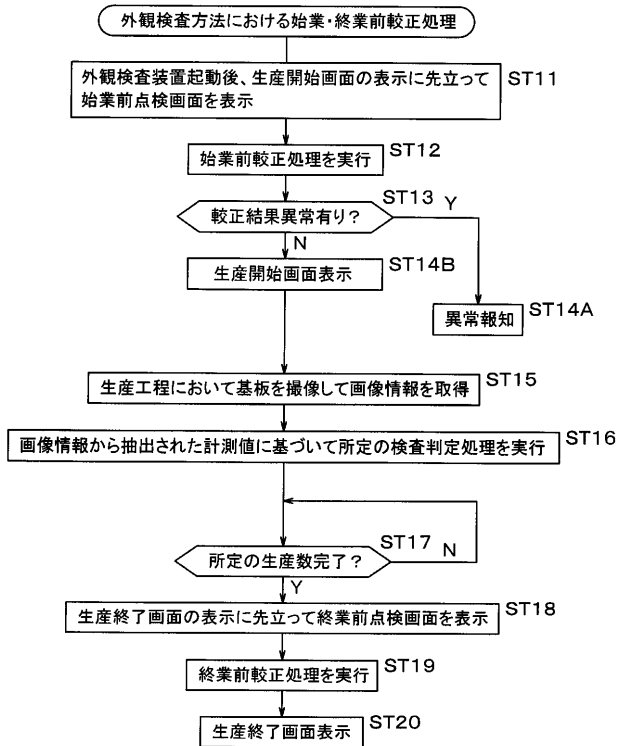 外観検査方法における始業・終業前較正処理
外観検査装置起動後、生産開始画面の表示に先立って
始業前点検画面を表示
ST11
始業前較正処理を実行
ST12
較正結果異常有り？
ST13
Y
N
生産開始画面表示
ST14B
異常報知
ST14A
生産工程において基板を撮像して画像情報を取得
ST15
画像情報から抽出された計測値に基づいて所定の検査判定処理を実行
ST16
所定の生産数完了？
ST17
N
Y
生産終了画面の表示に先立って終業前点検画面を表示
ST18
終業前較正処理を実行
ST19
生産終了画面表示
ST20